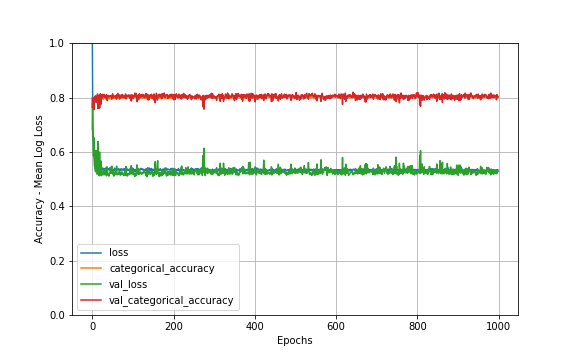 1.0
0.8
0.6
0.4
0.2
0.0
Accuracy - Mean Log Loss
loss
categorical_accuracy
val_loss
val_categorical_accuracy
0
200
400
600
800
1000
Epochs